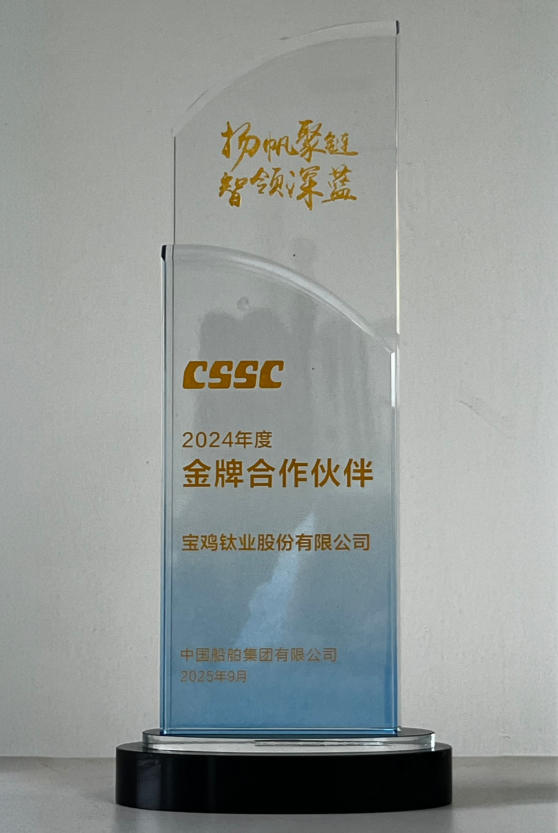 扬帆聚链
智领深蓝
CSSC
2024年度
金牌合作伙伴
宝鸡钛业股份有限公司
中国船舶集团有限公司
2025年9月